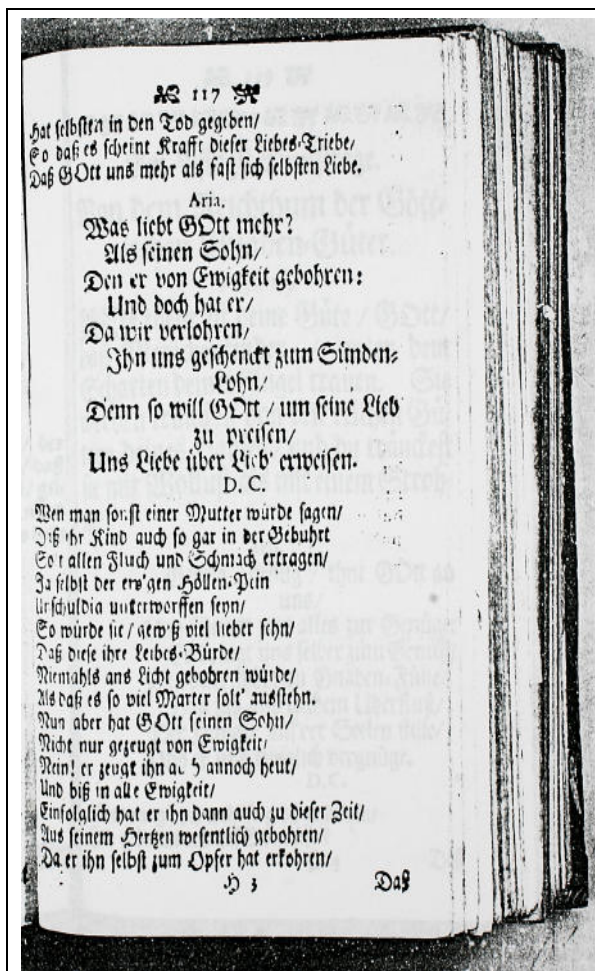 117
Hat selbsten in den Tod gegeben/
So daß es scheint Krafft dieser Liebes-Triebe/
Daß GOtt uns mehr als fast sich selbsten Liebe.
Aria.
Was liebt GOtt mehr?
Als seinen Sohn/
Den er von Ewigkeit gebohren:
Und doch hat er/
Da wir verlohren/
Ihn uns geschenckt zum Sünden-
Lohn/
Denn so will GOtt / um seine Lieb
zu preisen/
Uns Liebe über Lieb' erweisen.
D. C.
Wen man sonst einer Mutter würde sagen/
Diß ihr Kind auch so gar in der Gebuhrt
Solt allen Fluch und Schmach ertragen/
Ja selbst der ew'gen Höllen-Pein
Unschuldig unterworffen seyn/
So würde sie / gewiß viel lieber sehn/
Daß diese ihre Leibes-Bürde/
Niemahls ans Licht gebohren würde/
Als daß es so viel Marter solt' ausstehn.
Nun aber hat GOtt seinen Sohn/
Nicht nur gezeugt von Ewigkeit/
Nein! er zeugt ihn auch annoch heut/
Und biß in alle Ewigkeit/
Einfolglich hat er ihn dann auch zu dieser Zeit/
Aus seinem Hertzen wesentlich gebohren/
Da er ihn selbst zum Opfer hat erkohren/
H 3 Daß